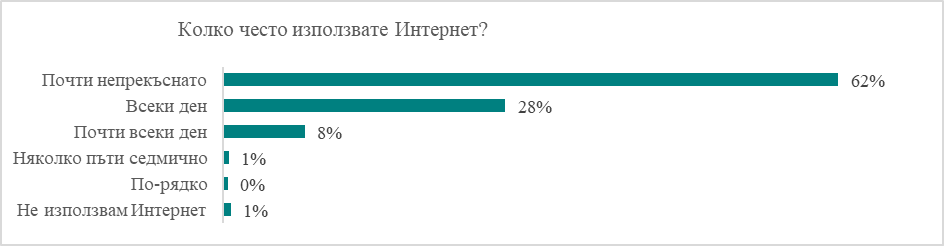 Колко често използвате Интернет?
Почти непрекъснато 62%
Всеки ден 28%
Почти всеки ден 8%
Няколко пъти седмично 1%
По-рядко 0%
Не използвам Интернет 1%